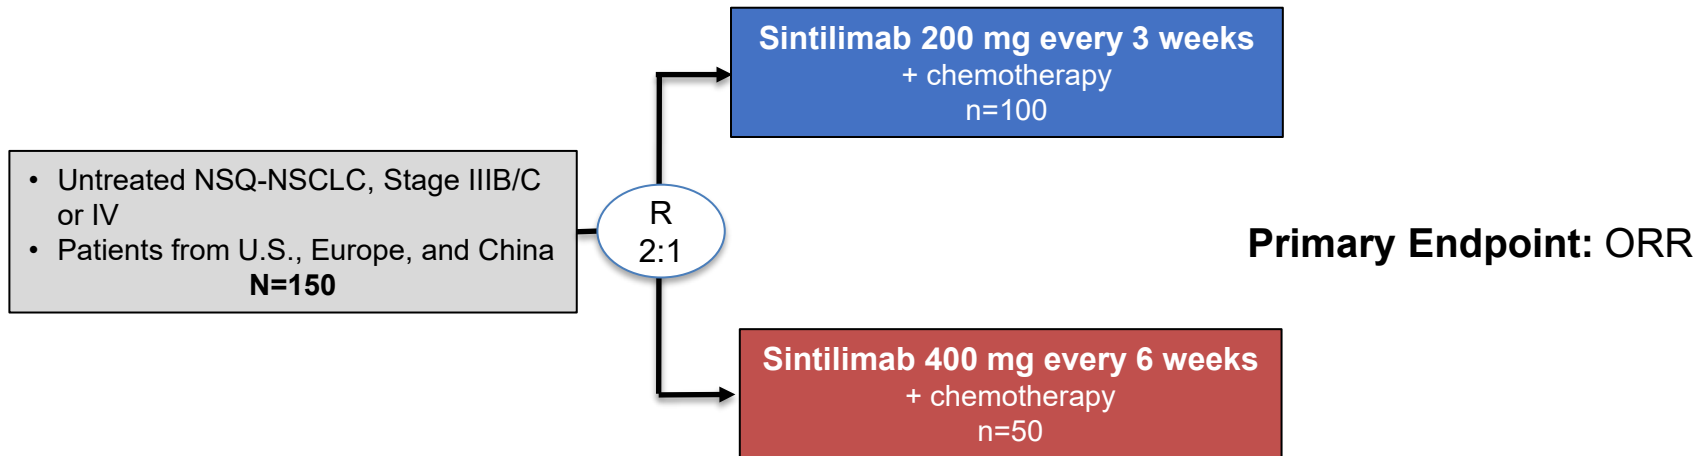 • Untreated NSQ-NSCLC, Stage IIIB/C
or IV
• Patients from U.S., Europe, and China
N=150
R
2:1
Sintilimab 200 mg every 3 weeks
+ chemotherapy
n=100
Sintilimab 400 mg every 6 weeks
+ chemotherapy
n=50
Primary Endpoint: ORR